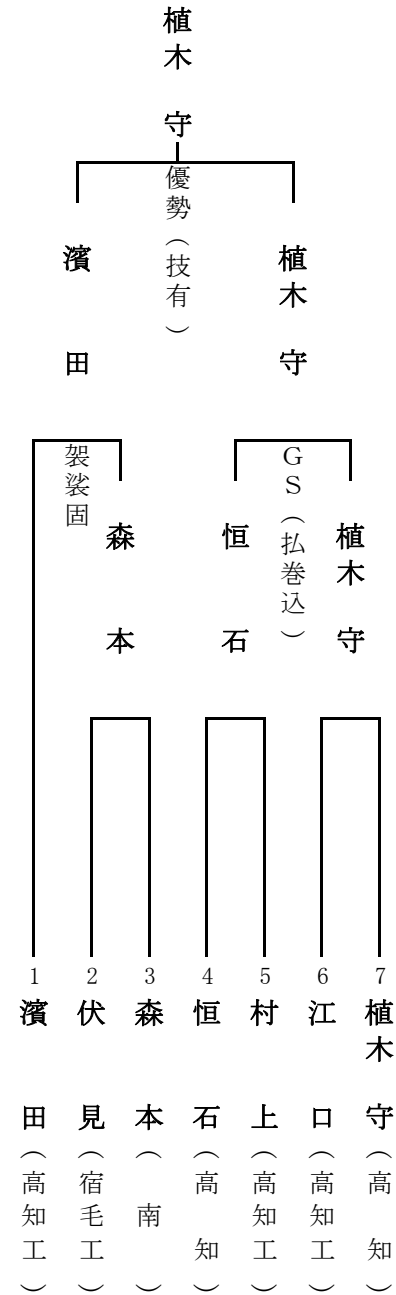 植木 守
優勢（技有）
濱 田
植木 守
袈裟固
森 本
恒 石
GS（払巻込）
植木 守
1 濱 田（高知工）
2 伏 見（宿毛工）
3 森 本（ 南 ）
4 恒 石（高 知）
5 村 上（高知工）
6 江 口（高知工）
7 植木 守（高 知）